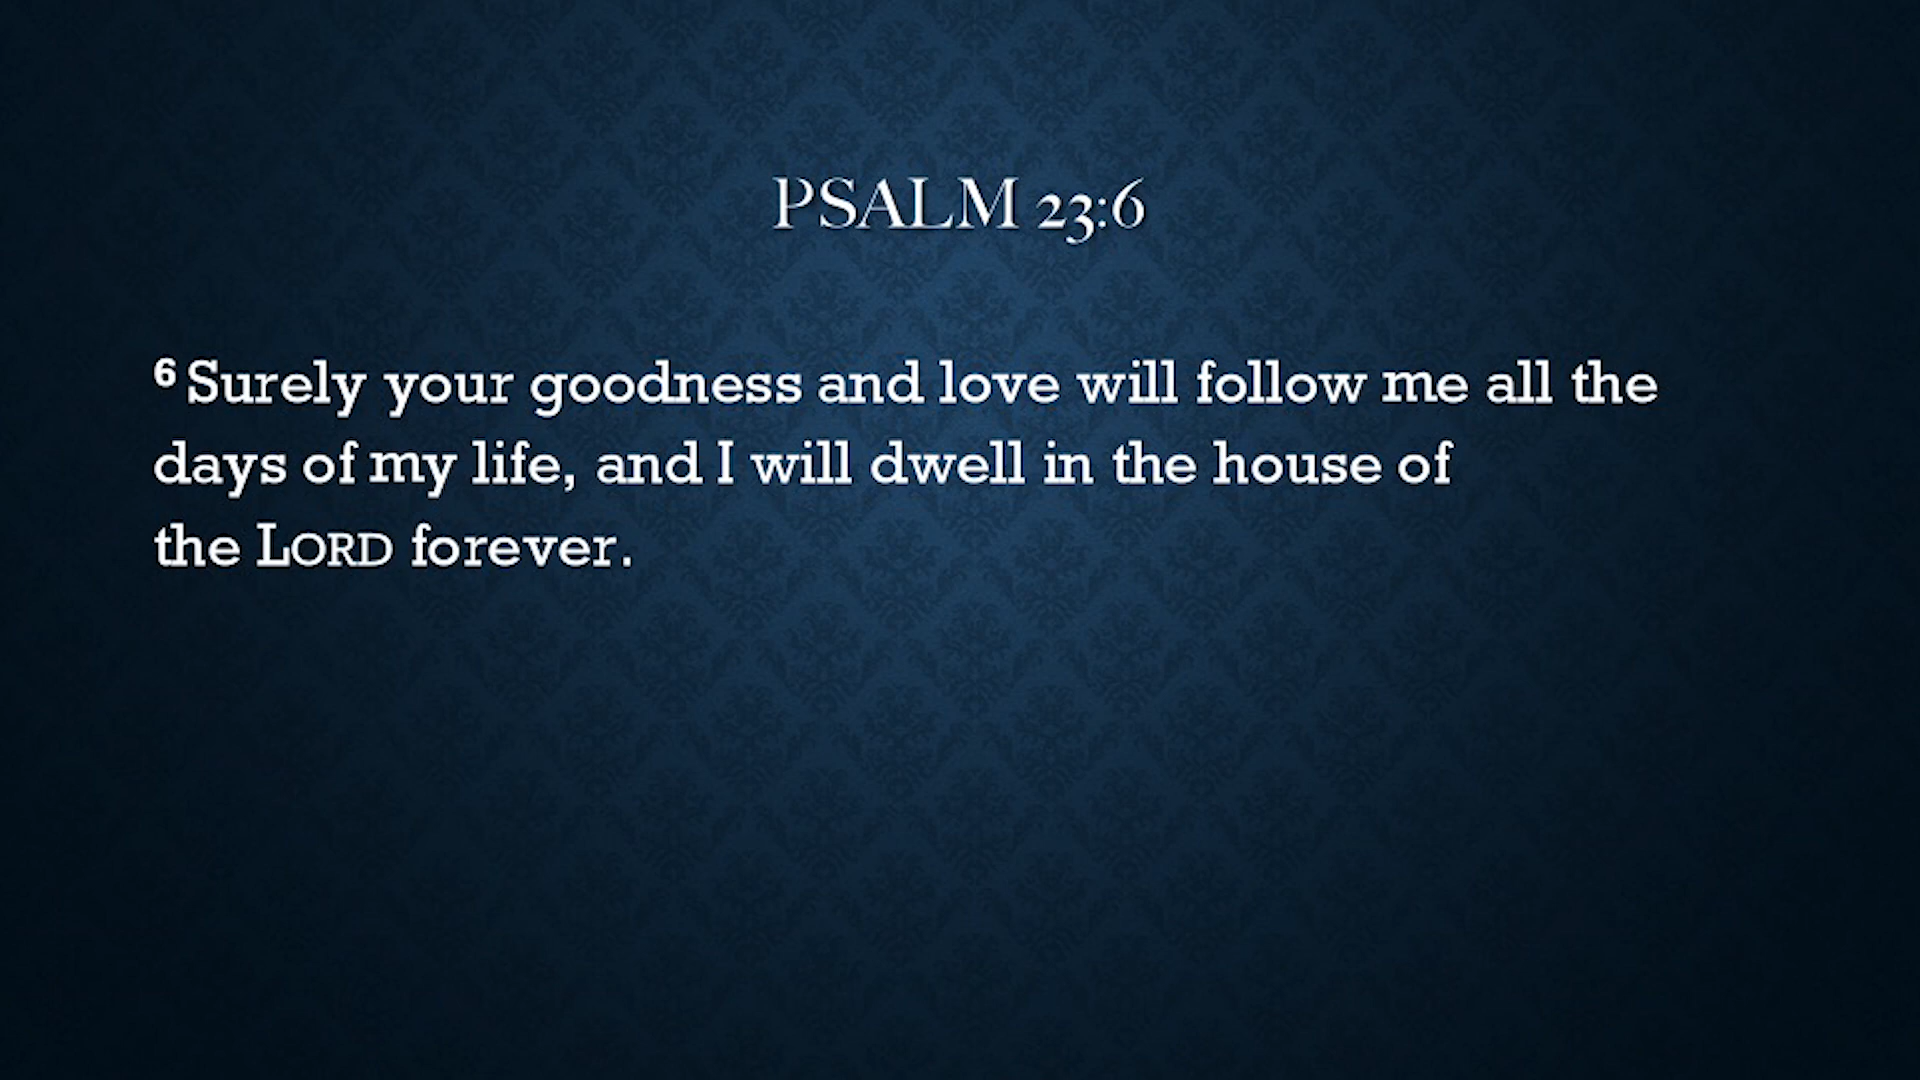 PSALM 23:6
6 Surely your goodness and love will follow me all the
days of my life, and I will dwell in the house of
the LORD forever.